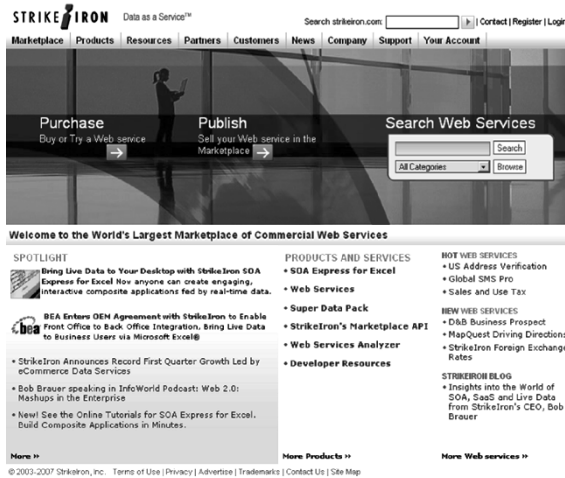 STRIKE IRON Data as a Service™
Search strikeiron.com: | Contact | Register | Login
Marketplace Products Resources Partners Customers News Company Support Your Account
Purchase
Buy or Try a Web service
Publish
Sell your Web service in the
Marketplace
Search Web Services
Search
All Categories Browse
Welcome to the World's Largest Marketplace of Commercial Web Services
SPOTLIGHT
Bring Live Data to Your Desktop with StrikeIron SOA
Express for Excel Now anyone can create engaging,
interactive composite applications fed by real-time data.
bea
BEA Enters OEM Agreement with StrikeIron to Enable
Front Office to Back Office Integration, Bring Live Data
to Business Users via Microsoft Excel®
• StrikeIron Announces Record First Quarter Growth Led by
eCommerce Data Services
• Bob Brauer speaking in InfoWorld Podcast: Web 2.0:
Mashups in the Enterprise
• New! See the Online Tutorials for SOA Express for Excel.
Build Composite Applications in Minutes.
More »
PRODUCTS AND SERVICES
• SOA Express for Excel
• Web Services
• Super Data Pack
• StrikeIron's Marketplace API
• Web Services Analyzer
• Developer Resources
More Products »
HOT WEB SERVICES
• US Address Verification
• Global SMS Pro
• Sales and Use Tax
NEW WEB SERVICES
• D&B Business Prospect
• MapQuest Driving Directions
• StrikeIron Foreign Exchange
Rates
STRIKEIRON BLOG
• Insights into the World of
SOA, SaaS and Live Data
from StrikeIron's CEO, Bob
Brauer
More Web services »
© 2003-2007 StrikeIron, Inc. Terms of Use | Privacy | Advertise | Trademarks | Contact Us | Site Map